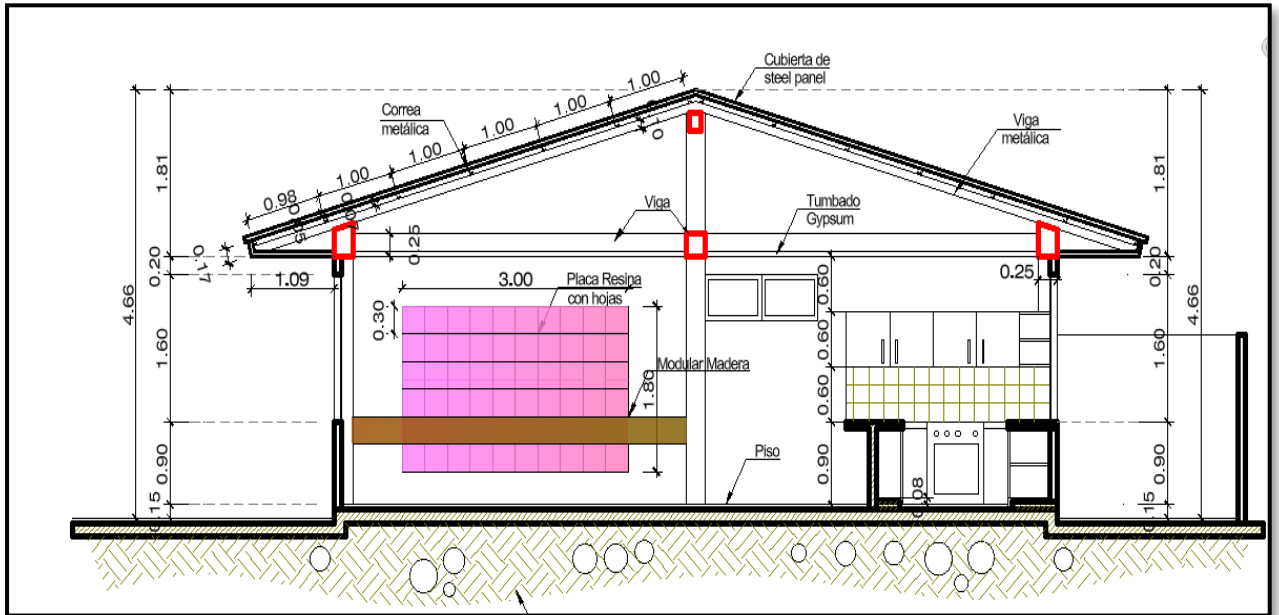 Cubierta de
steel panel
Correa
metálica
Viga
metálica
Viga
Tumbado
Gypsum
Placa Resina
con hojas
Modular Madera
Piso
1.00
1.00
1.00
1.00
1.00
0.98
1.81
0.20
1.60
0.90
0.15
4.66
0.17
1.09
0.25
3.00
0.30
1.80
0.60
0.60
0.60
0.90
0.08
0.25
1.81
0.20
1.60
0.90
0.15
4.66